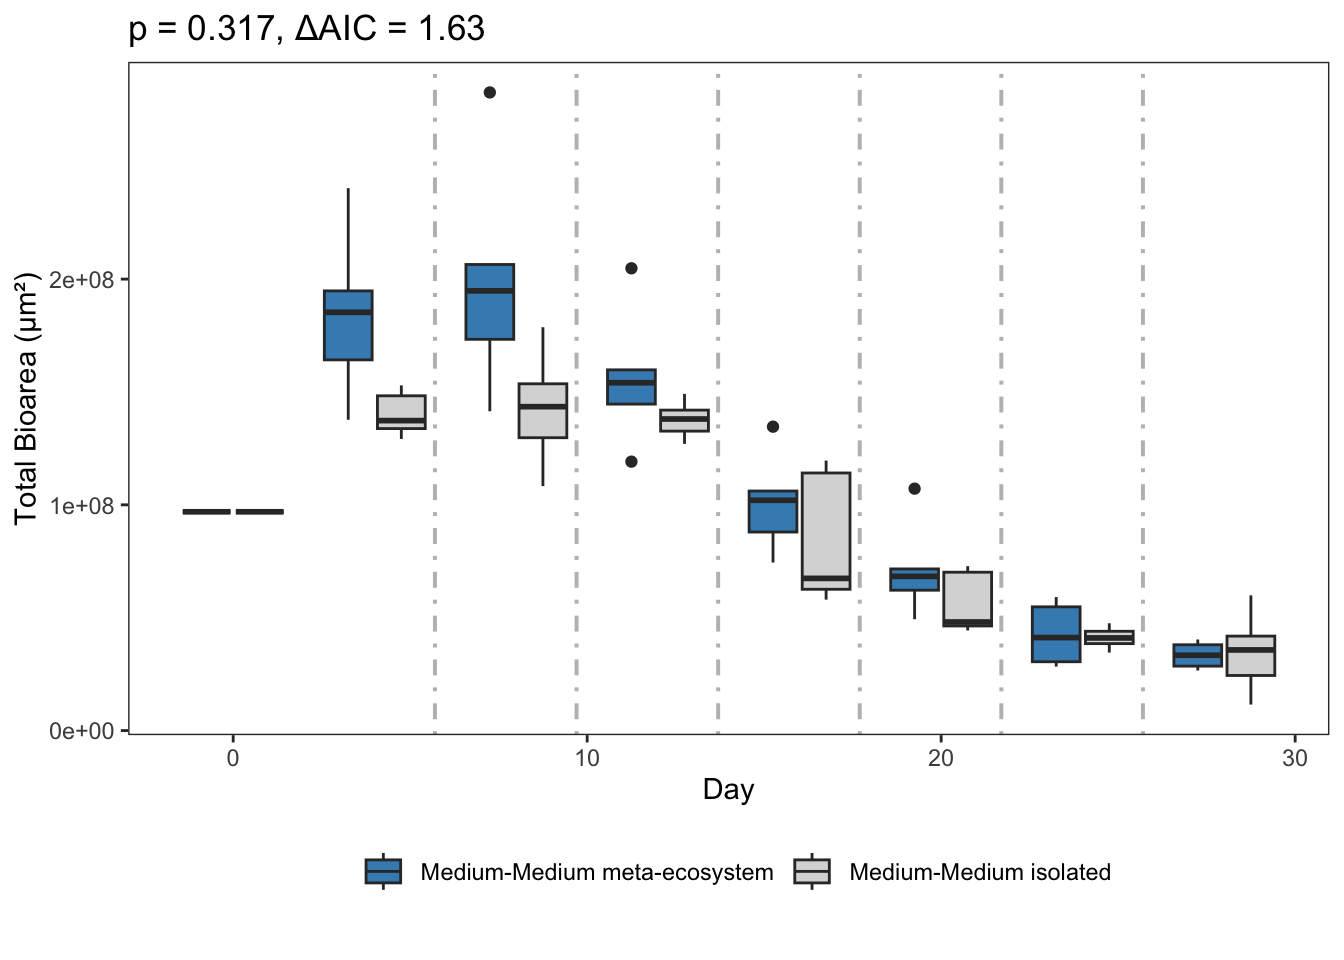 p = 0.317, ΔAIC = 1.63
Total Bioarea (μm²)
2e+08
1e+08
0e+00
0 10 20 30
Day
Medium-Medium meta-ecosystem Medium-Medium isolated